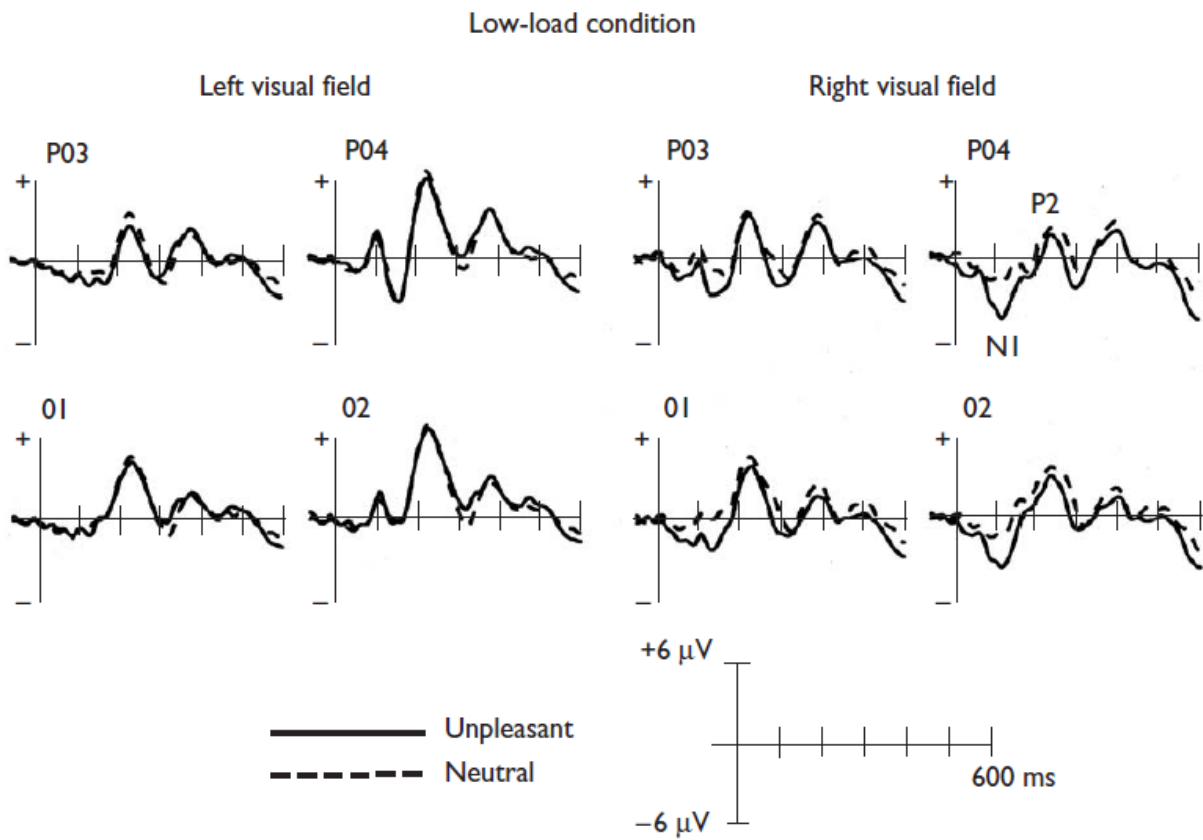 Low-load condition
Left visual field Right visual field
P03 P04 P03 P04
+ + + +
P2
− − − −
N1
01 02 01 02
+ + + +
− − − −
+6 μV
Unpleasant
Neutral
600 ms
−6 μV